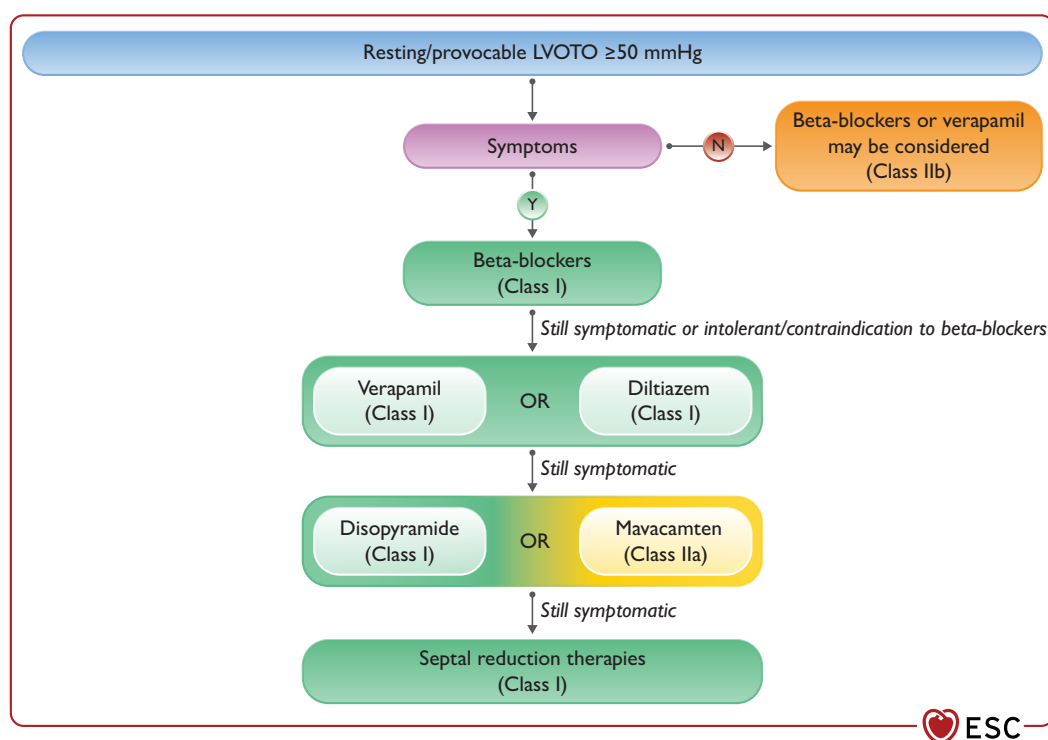 Resting/provocable LVOTO ≥50 mmHg
Symptoms
N
Beta-blockers or verapamil
may be considered
(Class IIb)
Y
Beta-blockers
(Class I)
Still symptomatic or intolerant/contraindication to beta-blockers
Verapamil
(Class I)
OR
Diltiazem
(Class I)
Still symptomatic
Disopyramide
(Class I)
OR
Mavacamten
(Class IIa)
Still symptomatic
Septal reduction therapies
(Class I)
ESC